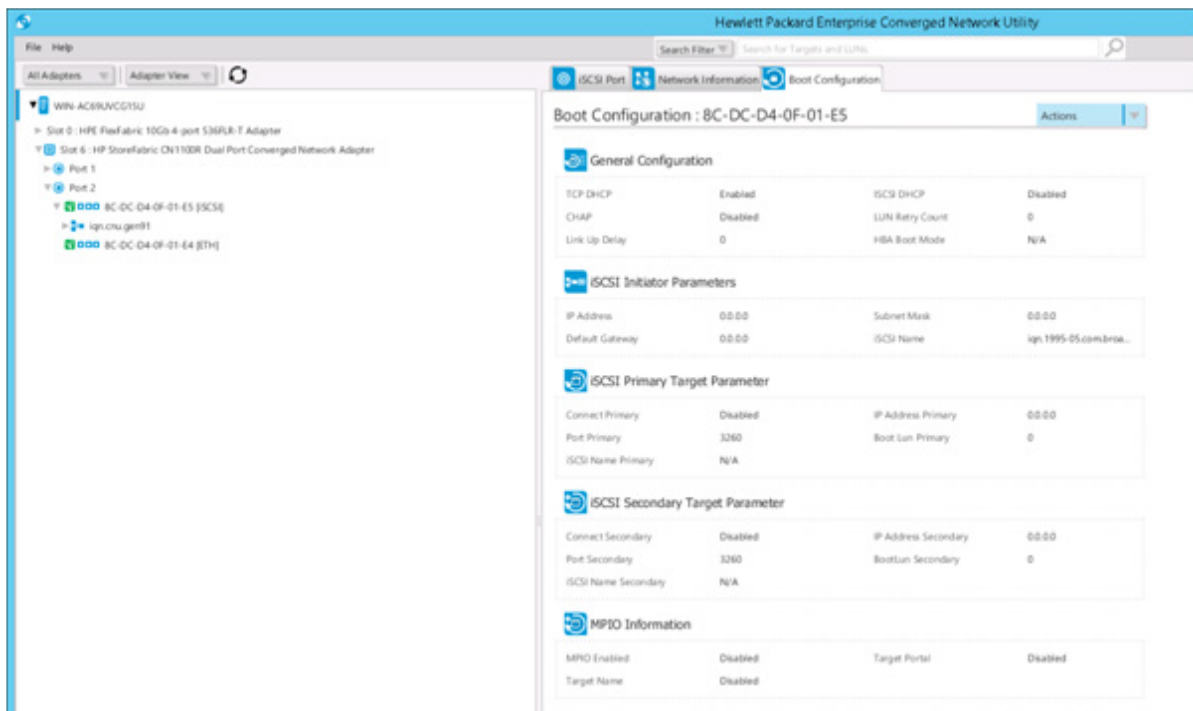 Hewlett Packard Enterprise Converged Network Utility
File Help
Search Filter Search for Targets and LUNs
All Adapters Adapter View
iSCSI Port Network Information Boot Configuration
WIN-AC69UVCG1SU
Slot 0 : HPE FlexFabric 10Gb 4-port 536FLR-T Adapter
Slot 6 : HP StoreFabric CN1100R Dual Port Converged Network Adapter
Port 1
Port 2
8C-DC-D4-0F-01-E5 [iSCSI]
iqn.cnu.gen91
8C-DC-D4-0F-01-E4 [ETH]
Boot Configuration : 8C-DC-D4-0F-01-E5 Actions
General Configuration
TCP DHCP Enabled ISCSI DHCP Disabled
CHAP Disabled LUN Retry Count 0
Link Up Delay 0 HBA Boot Mode N/A
iSCSI Initiator Parameters
IP Address 0.0.0.0 Subnet Mask 0.0.0.0
Default Gateway 0.0.0.0 iSCSI Name iqn.1995-05.com.broa...
iSCSI Primary Target Parameter
Connect Primary Disabled IP Address Primary 0.0.0.0
Port Primary 3260 Boot Lun Primary 0
iSCSI Name Primary N/A
iSCSI Secondary Target Parameter
Connect Secondary Disabled IP Address Secondary 0.0.0.0
Port Secondary 3260 BootLun Secondary 0
iSCSI Name Secondary N/A
MPIO Information
MPIO Enabled Disabled Target Portal Disabled
Target Name Disabled